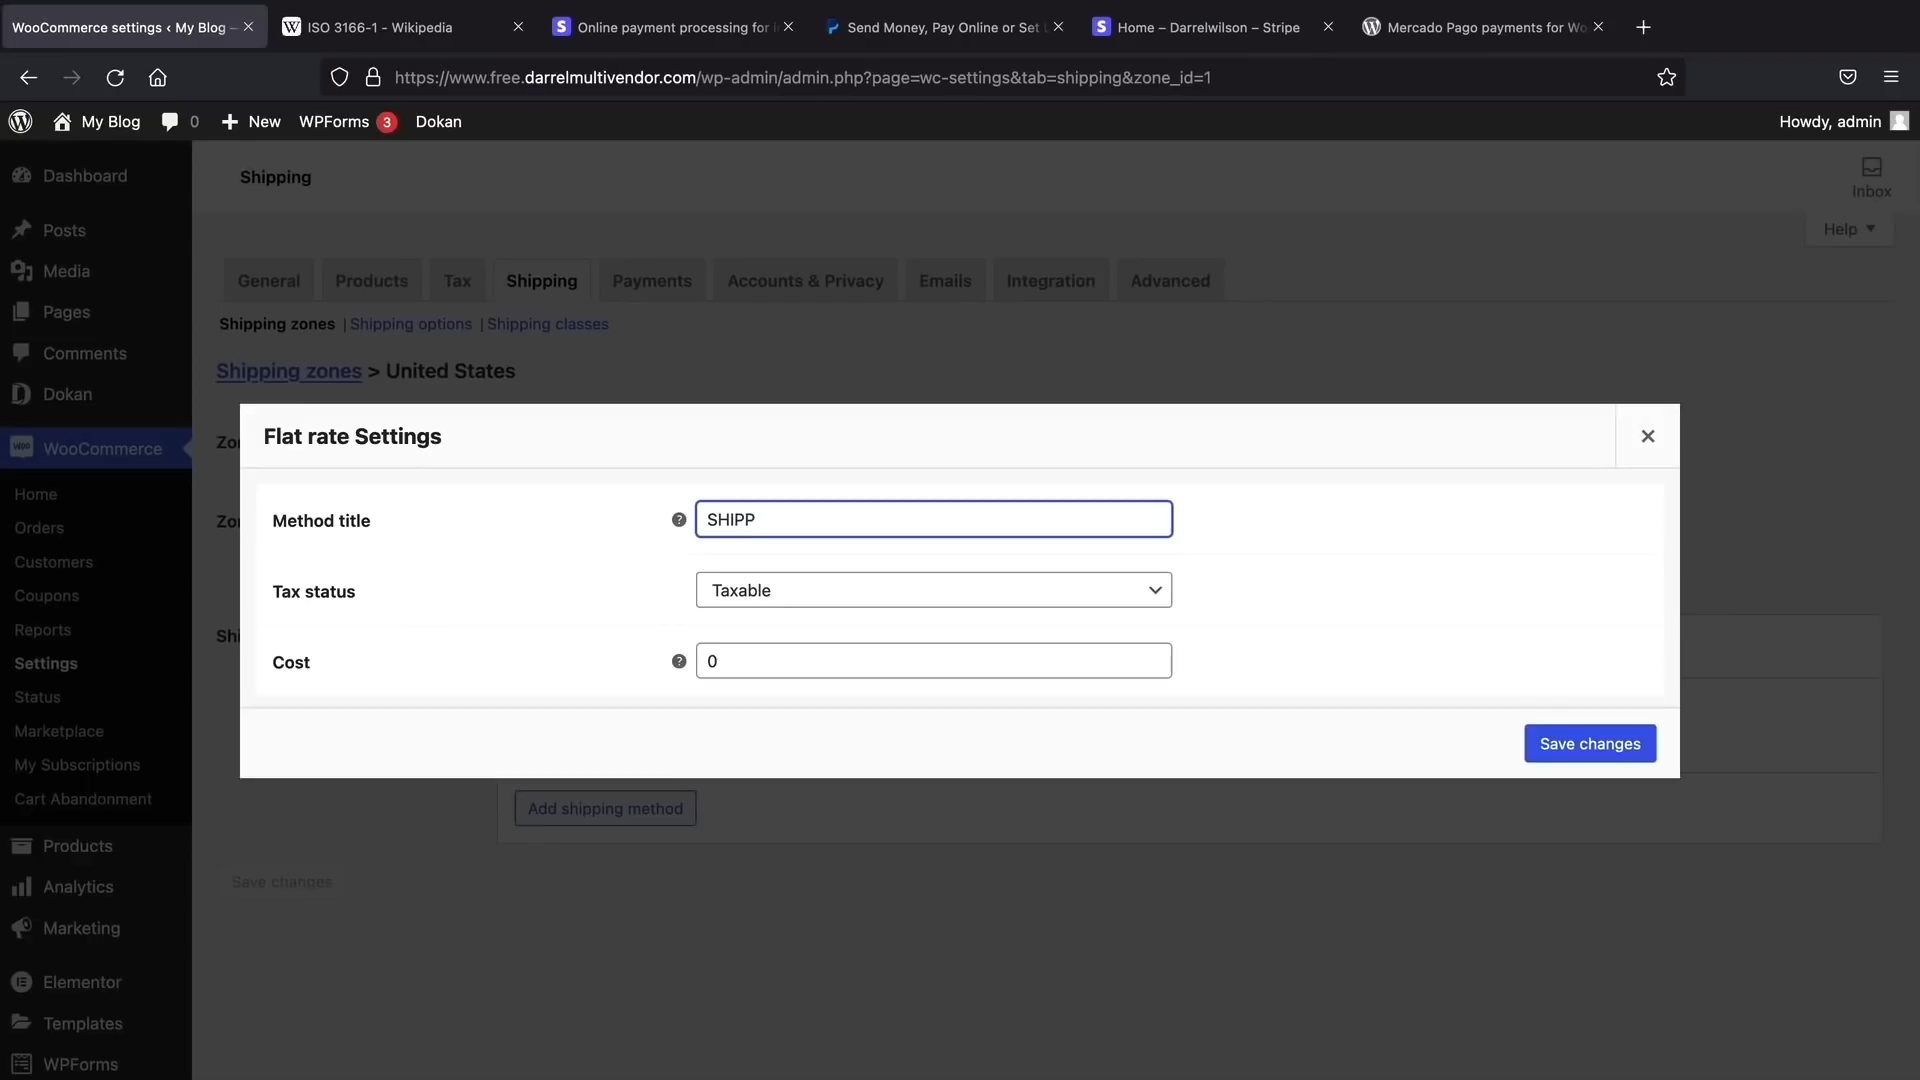 WooCommerce settings ‹ My Blog –
ISO 3166-1 - Wikipedia
Online payment processing for i
Send Money, Pay Online or Set
Home – Darrelwilson – Stripe
Mercado Pago payments for Wo
https://www.free.darrelmultivendor.com/wp-admin/admin.php?page=wc-settings&tab=shipping&zone_id=1
My Blog
0
New
WPForms 3
Dokan
Howdy, admin
Dashboard
Posts
Media
Pages
Comments
Dokan
WooCommerce
Home
Orders
Customers
Coupons
Reports
Settings
Status
Marketplace
My Subscriptions
Cart Abandonment
Products
Analytics
Marketing
Elementor
Templates
WPForms
Shipping
Inbox
Help
General
Products
Tax
Shipping
Payments
Accounts & Privacy
Emails
Integration
Advanced
Shipping zones | Shipping options | Shipping classes
Shipping zones > United States
Zo
Zo
Shi
Flat rate Settings
Method title
SHIPP
Tax status
Taxable
Cost
0
Save changes
Add shipping method
Save changes